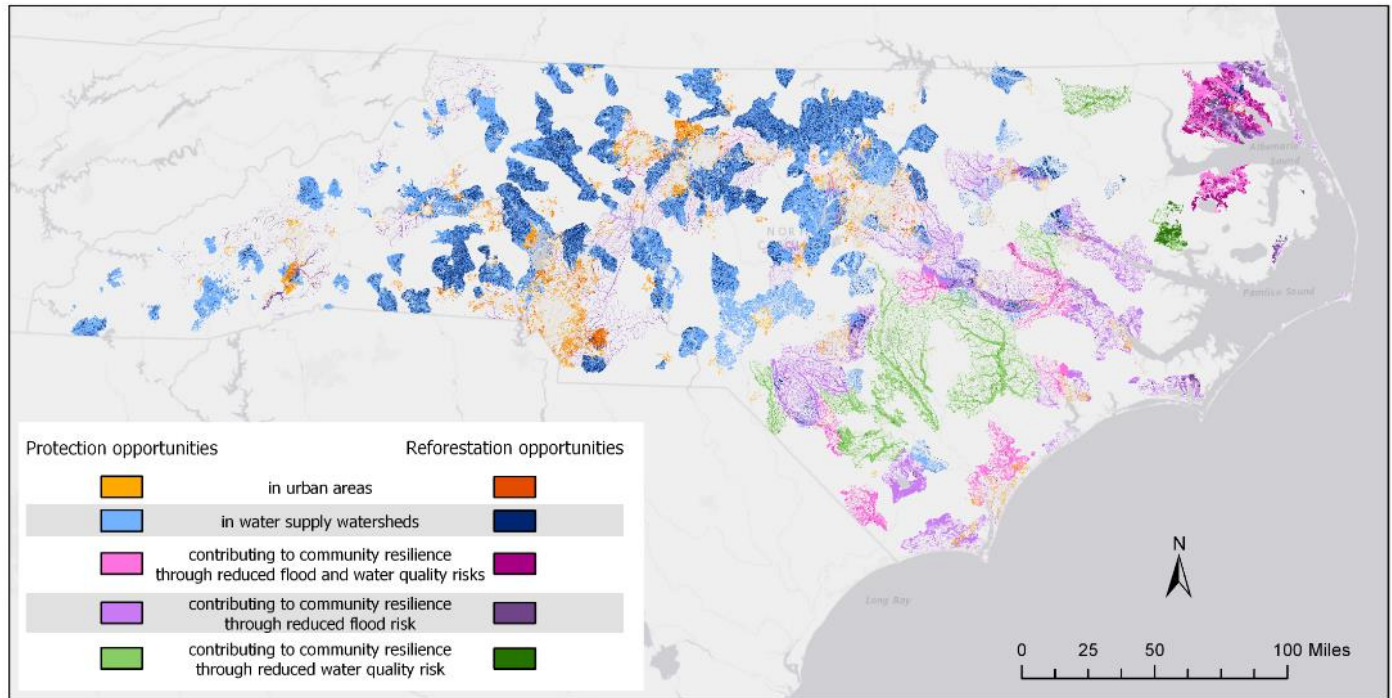 Albemarle
Sound
NOR
C
Pamlico Sound
Protection opportunities
Reforestation opportunities
in urban areas
in water supply watersheds
contributing to community resilience
through reduced flood and water quality risks
contributing to community resilience
through reduced flood risk
contributing to community resilience
through reduced water quality risk
Long Bay
N
0 25 50 100 Miles